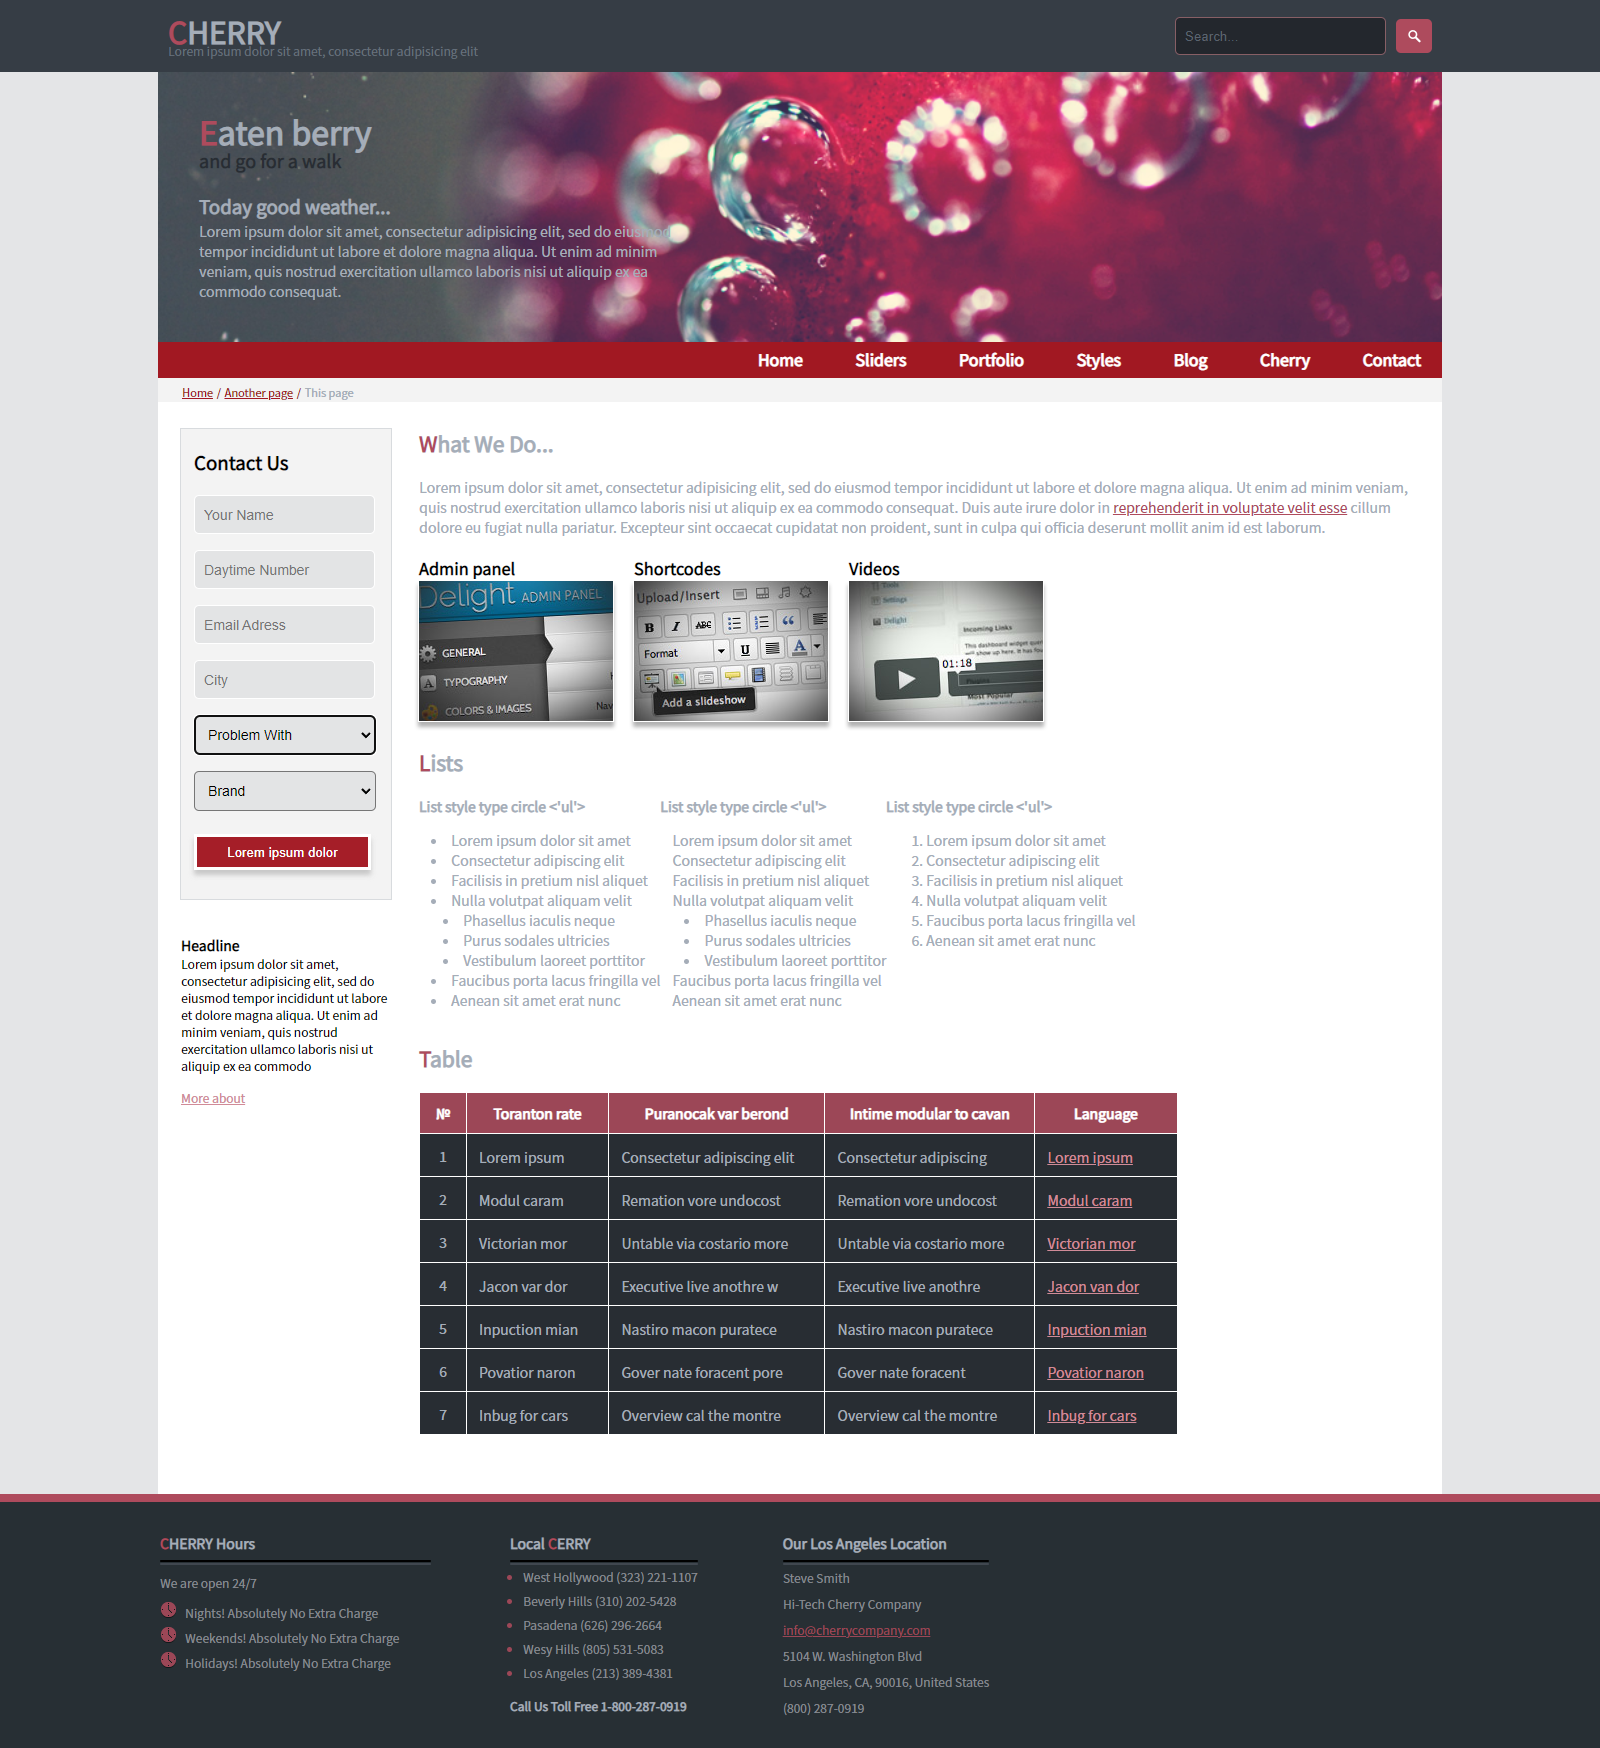 CHERRY
Lorem ipsum dolor sit amet, consectetur adipisicing elit
Search...
Eaten berry
and go for a walk
Today good weather...
Lorem ipsum dolor sit amet, consectetur adipisicing elit, sed do eiusmod
tempor incididunt ut labore et dolore magna aliqua. Ut enim ad minim
veniam, quis nostrud exercitation ullamco laboris nisi ut aliquip ex ea
commodo consequat.
Home Sliders Portfolio Styles Blog Cherry Contact
Home / Another page / This page
Contact Us
Your Name
Daytime Number
Email Adress
City
Problem With
Brand
Lorem ipsum dolor
Headline
Lorem ipsum dolor sit amet,
consectetur adipisicing elit, sed do
eiusmod tempor incididunt ut labore
et dolore magna aliqua. Ut enim ad
minim veniam, quis nostrud
exercitation ullamco laboris nisi ut
aliquip ex ea commodo
More about
What We Do...
Lorem ipsum dolor sit amet, consectetur adipisicing elit, sed do eiusmod tempor incididunt ut labore et dolore magna aliqua. Ut enim ad minim veniam,
quis nostrud exercitation ullamco laboris nisi ut aliquip ex ea commodo consequat. Duis aute irure dolor in reprehenderit in voluptate velit esse cillum
dolore eu fugiat nulla pariatur. Excepteur sint occaecat cupidatat non proident, sunt in culpa qui officia deserunt mollit anim id est laborum.
Admin panel
Delight ADMIN PANEL
GENERAL
TYPOGRAPHY
COLORS & IMAGES
Nav
Shortcodes
Upload/Insert
B I ABC
Format U A
Add a slideshow
Videos
Tools
Settings
Delight
Incoming Links
This dashboard widget que
will show up here. It has fou
01:18
Plugins
Most Popular
Lists
List style type circle <'ul'>
Lorem ipsum dolor sit amet
Consectetur adipiscing elit
Facilisis in pretium nisl aliquet
Nulla volutpat aliquam velit
Phasellus iaculis neque
Purus sodales ultricies
Vestibulum laoreet porttitor
Faucibus porta lacus fringilla vel
Aenean sit amet erat nunc
List style type circle <'ul'>
Lorem ipsum dolor sit amet
Consectetur adipiscing elit
Facilisis in pretium nisl aliquet
Nulla volutpat aliquam velit
Phasellus iaculis neque
Purus sodales ultricies
Vestibulum laoreet porttitor
Faucibus porta lacus fringilla vel
Aenean sit amet erat nunc
List style type circle <'ul'>
1. Lorem ipsum dolor sit amet
2. Consectetur adipiscing elit
3. Facilisis in pretium nisl aliquet
4. Nulla volutpat aliquam velit
5. Faucibus porta lacus fringilla vel
6. Aenean sit amet erat nunc
Table
№ Toranton rate Puranocak var berond Intime modular to cavan Language
1 Lorem ipsum Consectetur adipiscing elit Consectetur adipiscing Lorem ipsum
2 Modul caram Remation vore undocost Remation vore undocost Modul caram
3 Victorian mor Untable via costario more Untable via costario more Victorian mor
4 Jacon var dor Executive live anothre w Executive live anothre Jacon van dor
5 Inpuction mian Nastiro macon puratece Nastiro macon puratece Inpuction mian
6 Povatior naron Gover nate foracent pore Gover nate foracent Povatior naron
7 Inbug for cars Overview cal the montre Overview cal the montre Inbug for cars
CHERRY Hours
We are open 24/7
Nights! Absolutely No Extra Charge
Weekends! Absolutely No Extra Charge
Holidays! Absolutely No Extra Charge
Local CERRY
West Hollywood (323) 221-1107
Beverly Hills (310) 202-5428
Pasadena (626) 296-2664
Wesy Hills (805) 531-5083
Los Angeles (213) 389-4381
Call Us Toll Free 1-800-287-0919
Our Los Angeles Location
Steve Smith
Hi-Tech Cherry Company
info@cherrycompany.com
5104 W. Washington Blvd
Los Angeles, CA, 90016, United States
(800) 287-0919